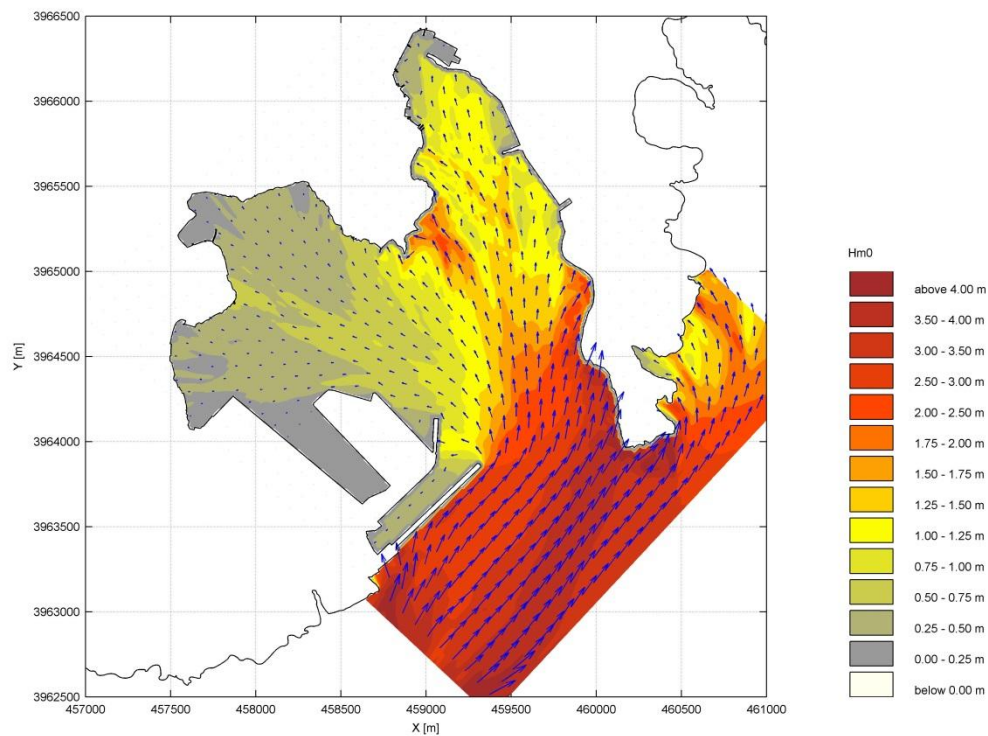 3966500
3966000
3965500
3965000
3964500
3964000
3963500
3963000
3962500
Y [m]
457000 457500 458000 458500 459000 459500 460000 460500 461000
X [m]
Hm0
above 4.00 m
3.50 - 4.00 m
3.00 - 3.50 m
2.50 - 3.00 m
2.00 - 2.50 m
1.75 - 2.00 m
1.50 - 1.75 m
1.25 - 1.50 m
1.00 - 1.25 m
0.75 - 1.00 m
0.50 - 0.75 m
0.25 - 0.50 m
0.00 - 0.25 m
below 0.00 m